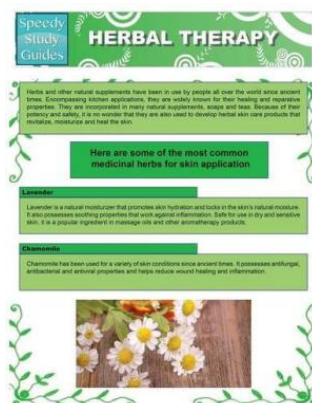 Speedy
Study
Guides
HERBAL THERAPY
Herbs and other natural supplements have been in use by people all over the world since ancient
times. Encompassing kitchen applications, they are widely known for their healing and reparative
properties. They are incorporated in many natural supplements, soaps and teas. Because of their
potency and safety, it is no wonder that they are also used to develop herbal skin care products that
revitalize, moisturize and heal the skin.
Here are some of the most common
medicinal herbs for skin application
Lavender
Lavender is a natural moisturizer that promotes skin hydration and locks in the skin's natural moisture.
It also possesses soothing properties that work against inflammation. Safe for use in dry and sensitive
skin, it is a popular ingredient in massage oils and other aromatherapy products.
Chamomile
Chamomile has been used for a variety of skin conditions since ancient times. It possesses antifungal,
antibacterial and antiviral properties and helps reduce wound healing and inflammation.